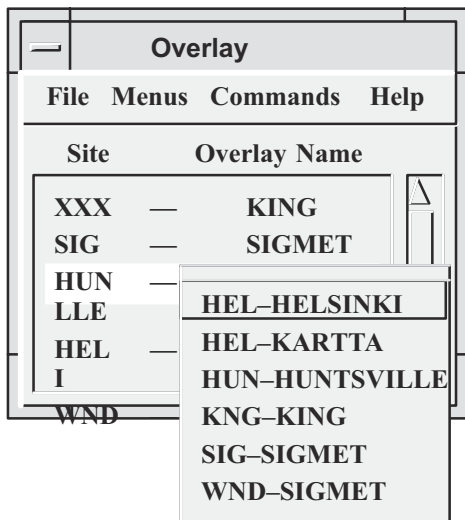 Overlay
File Menus Commands Help
Site Overlay Name
XXX — KING
SIG — SIGMET
HUN —
LLE
HEL —
I
WND
HEL–HELSINKI
HEL–KARTTA
HUN–HUNTSVILLE
KNG–KING
SIG–SIGMET
WND–SIGMET